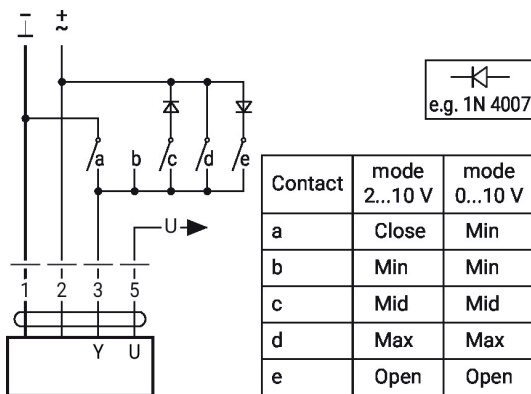 − +
⊥ ~
e.g. 1N 4007
a b c d e
U
1 2 3 5
Y U
Contact mode 2...10 V mode 0...10 V
a Close Min
b Min Min
c Mid Mid
d Max Max
e Open Open